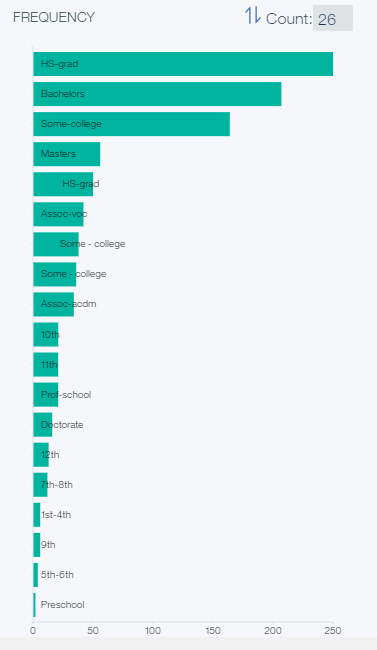 FREQUENCY Count: 26
HS-grad
Bachelors
Some-college
Masters
HS-grad
Assoc-voc
Some - college
Some - college
Assoc-acdm
10th
11th
Prof-school
Doctorate
12th
7th-8th
1st-4th
9th
5th-6th
Preschool
0 50 100 150 200 250